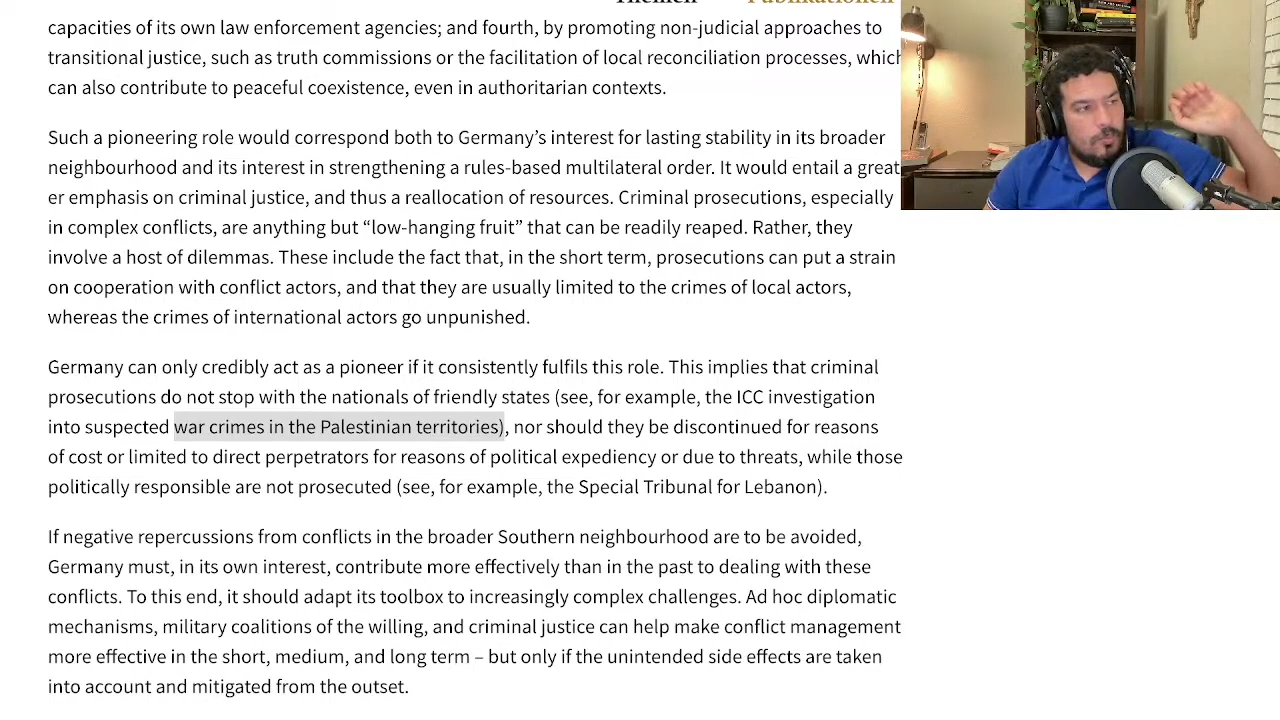 Themen Publikationen
capacities of its own law enforcement agencies; and fourth, by promoting non-judicial approaches to
transitional justice, such as truth commissions or the facilitation of local reconciliation processes, which
can also contribute to peaceful coexistence, even in authoritarian contexts.
Such a pioneering role would correspond both to Germany’s interest for lasting stability in its broader
neighbourhood and its interest in strengthening a rules-based multilateral order. It would entail a great
er emphasis on criminal justice, and thus a reallocation of resources. Criminal prosecutions, especially
in complex conflicts, are anything but “low-hanging fruit” that can be readily reaped. Rather, they
involve a host of dilemmas. These include the fact that, in the short term, prosecutions can put a strain
on cooperation with conflict actors, and that they are usually limited to the crimes of local actors,
whereas the crimes of international actors go unpunished.
Germany can only credibly act as a pioneer if it consistently fulfils this role. This implies that criminal
prosecutions do not stop with the nationals of friendly states (see, for example, the ICC investigation
into suspected war crimes in the Palestinian territories), nor should they be discontinued for reasons
of cost or limited to direct perpetrators for reasons of political expediency or due to threats, while those
politically responsible are not prosecuted (see, for example, the Special Tribunal for Lebanon).
If negative repercussions from conflicts in the broader Southern neighbourhood are to be avoided,
Germany must, in its own interest, contribute more effectively than in the past to dealing with these
conflicts. To this end, it should adapt its toolbox to increasingly complex challenges. Ad hoc diplomatic
mechanisms, military coalitions of the willing, and criminal justice can help make conflict management
more effective in the short, medium, and long term – but only if the unintended side effects are taken
into account and mitigated from the outset.